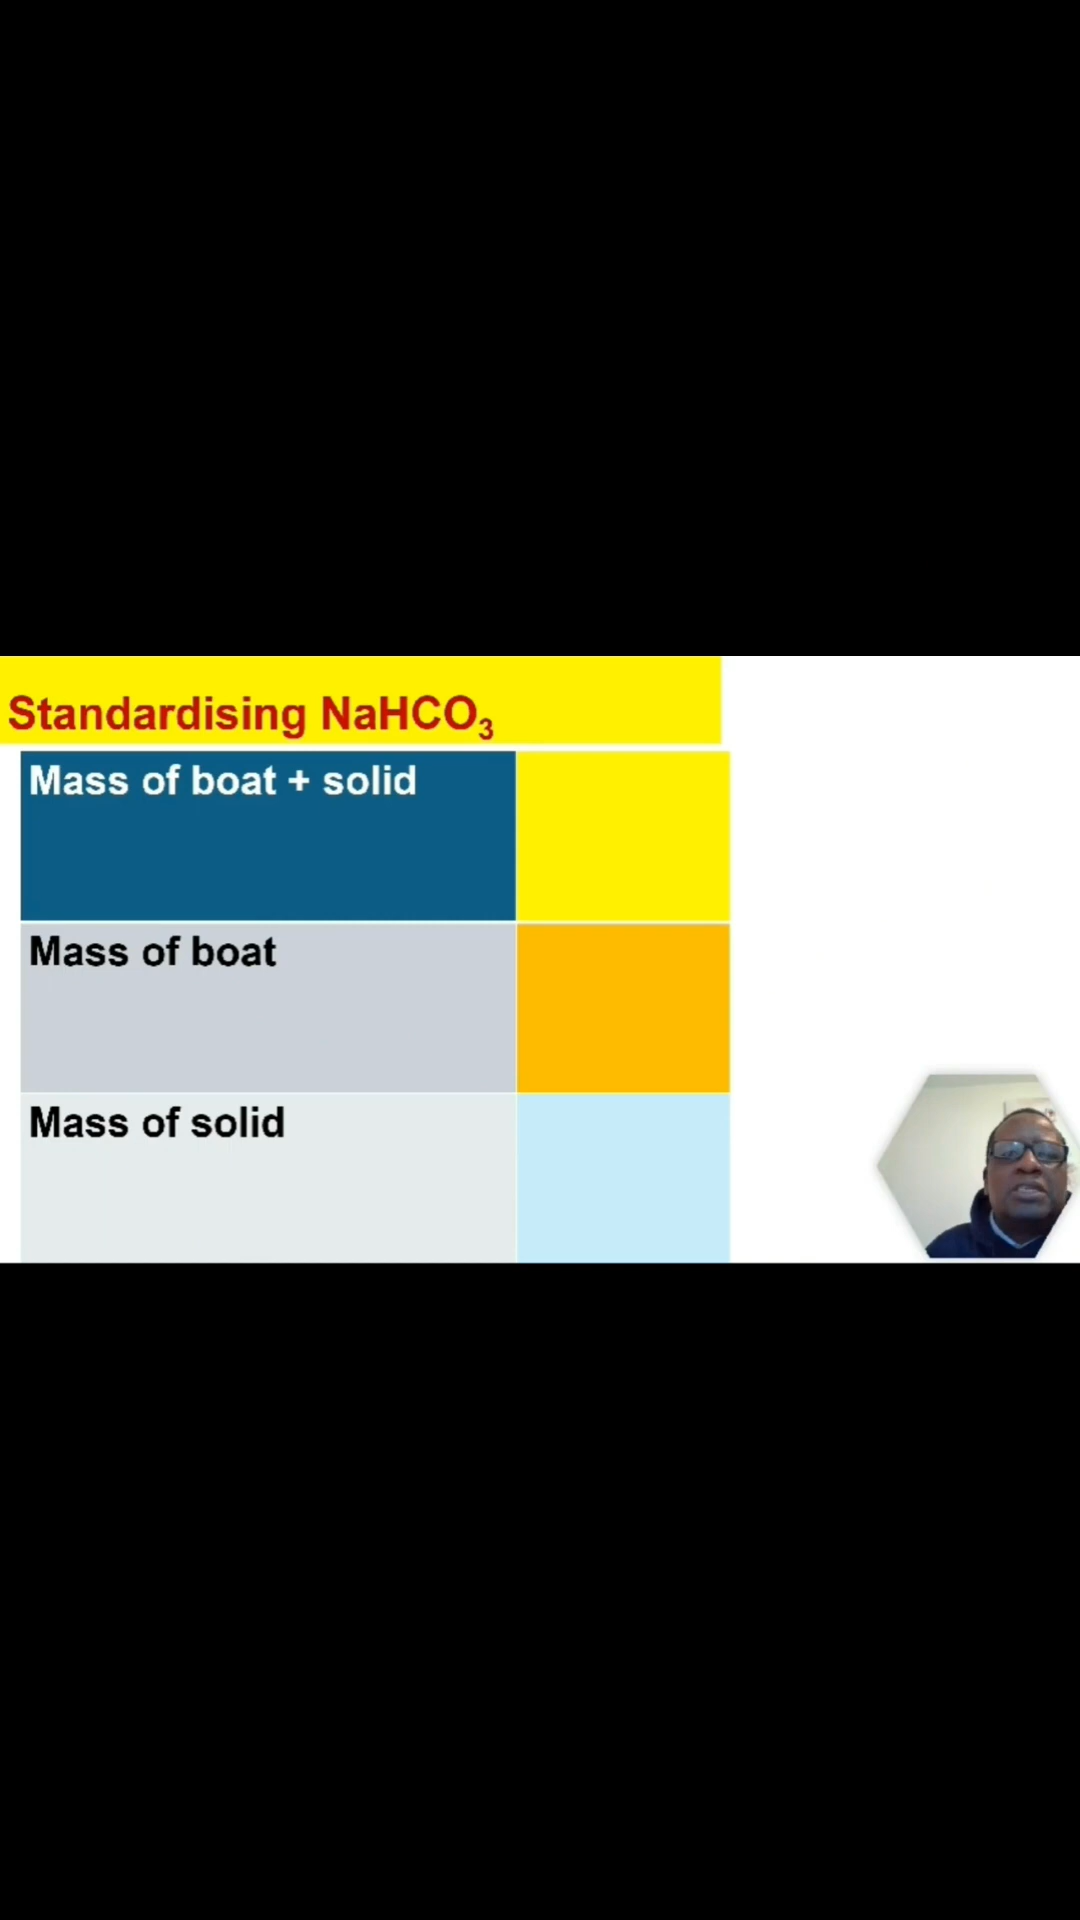 Standardising NaHCO₃
Mass of boat + solid
Mass of boat
Mass of solid